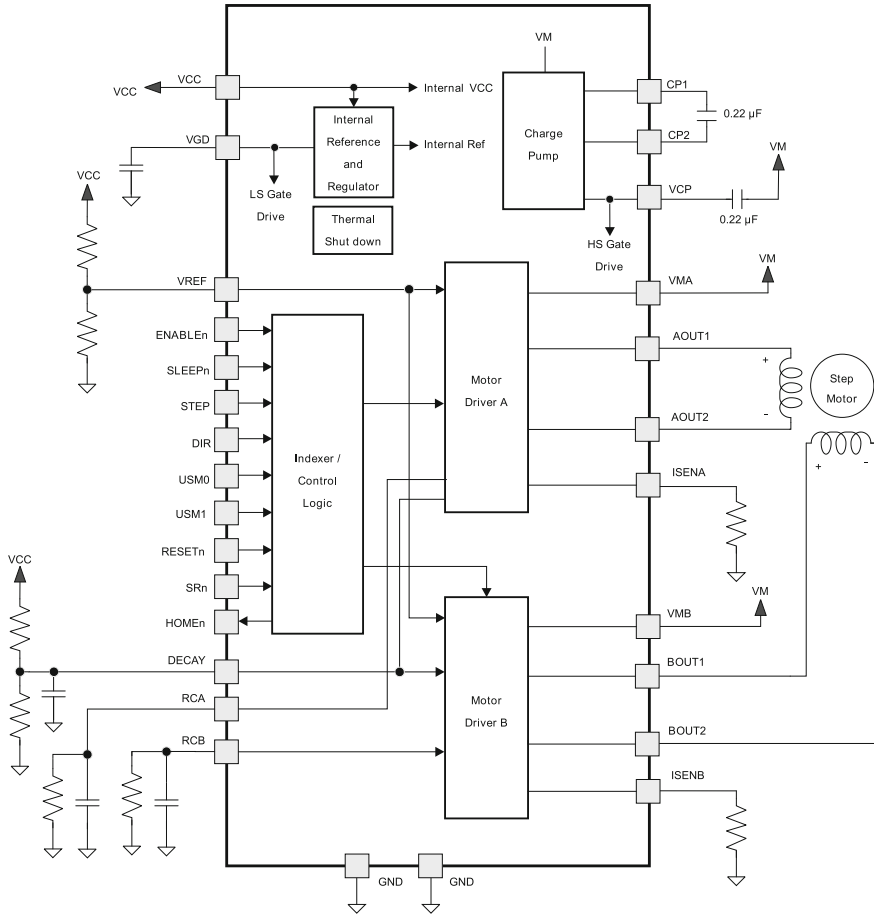 VM
VCC
VCC
Internal VCC
CP1
0.22 µF
Internal
Reference
and
Regulator
VGD
Internal Ref
Charge
Pump
CP2
VM
VCC
LS Gate
Drive
VCP
0.22 µF
Thermal
Shut down
HS Gate
Drive
VREF
VM
VMA
ENABLEn
SLEEPn
STEP
DIR
USM0
USM1
RESETn
SRn
HOMEn
Indexer /
Control
Logic
Motor
Driver A
AOUT1
+
-
Step
Motor
AOUT2
+
-
ISENA
VCC
VM
VMB
DECAY
BOUT1
RCA
Motor
Driver B
RCB
BOUT2
ISENB
GND
GND